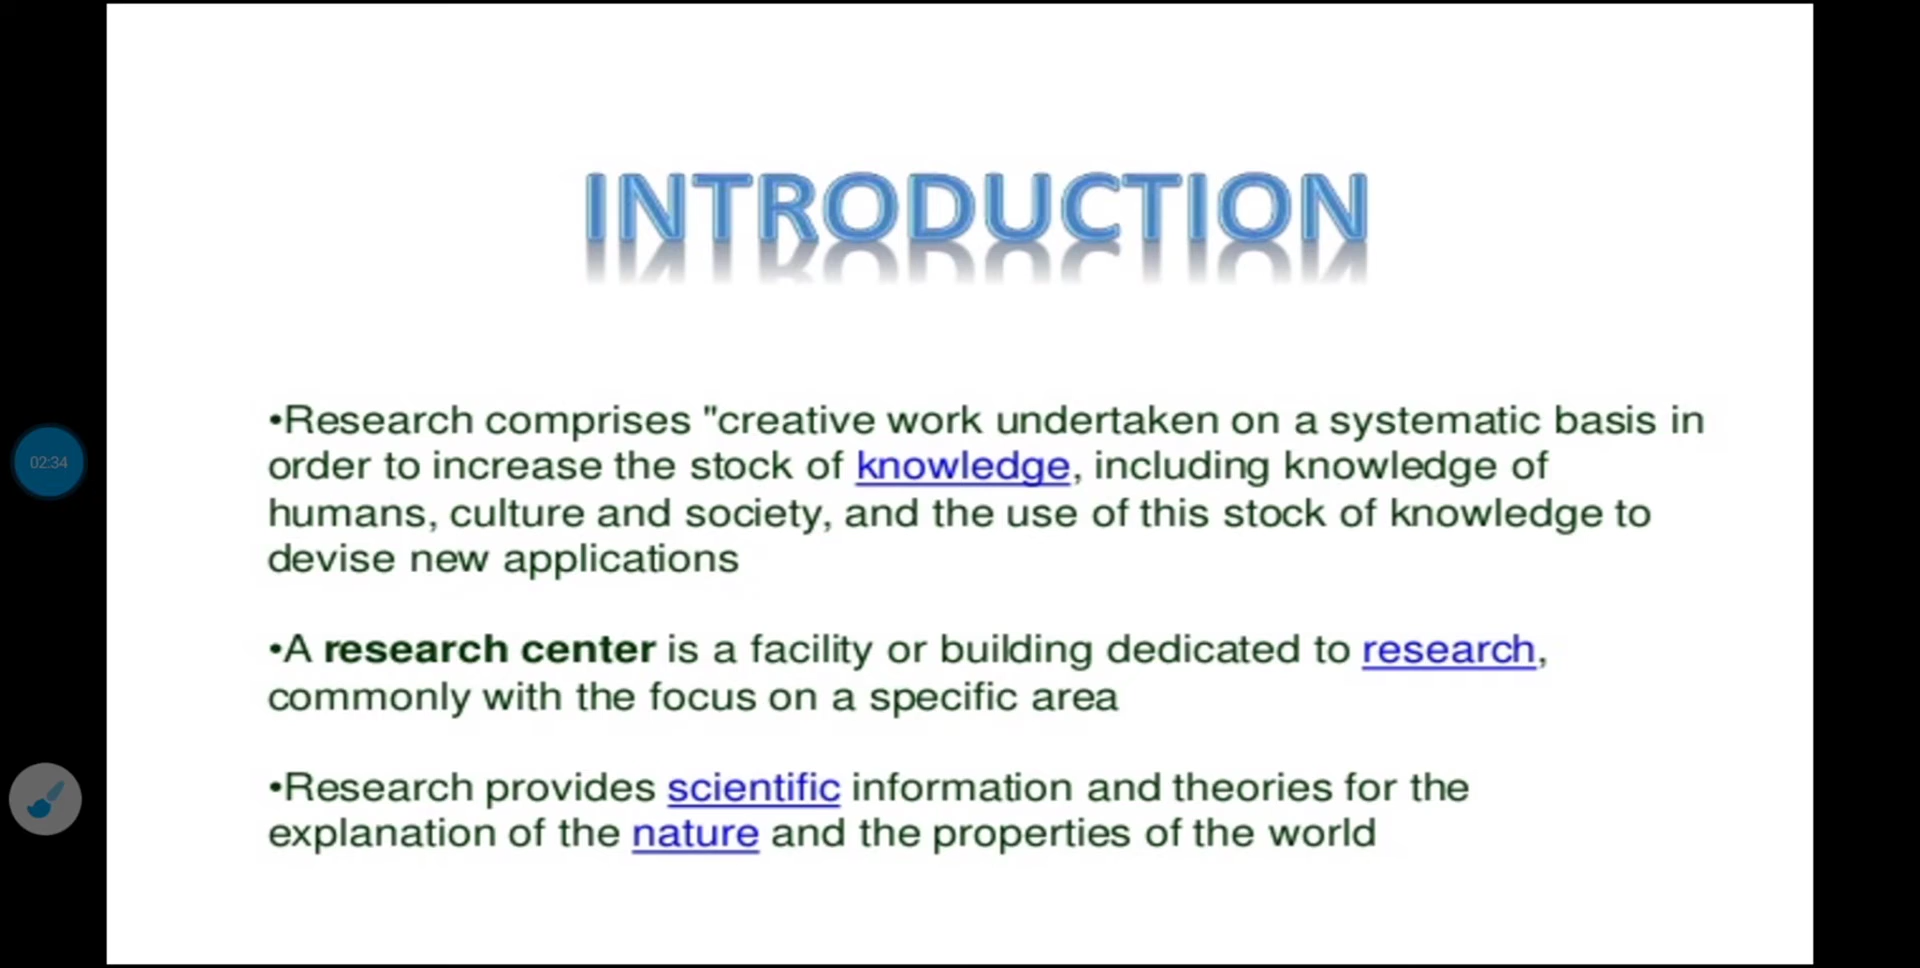 INTRODUCTION
•Research comprises "creative work undertaken on a systematic basis in
order to increase the stock of knowledge, including knowledge of
humans, culture and society, and the use of this stock of knowledge to
devise new applications
02:34
•A research center is a facility or building dedicated to research,
commonly with the focus on a specific area
•Research provides scientific information and theories for the
explanation of the nature and the properties of the world